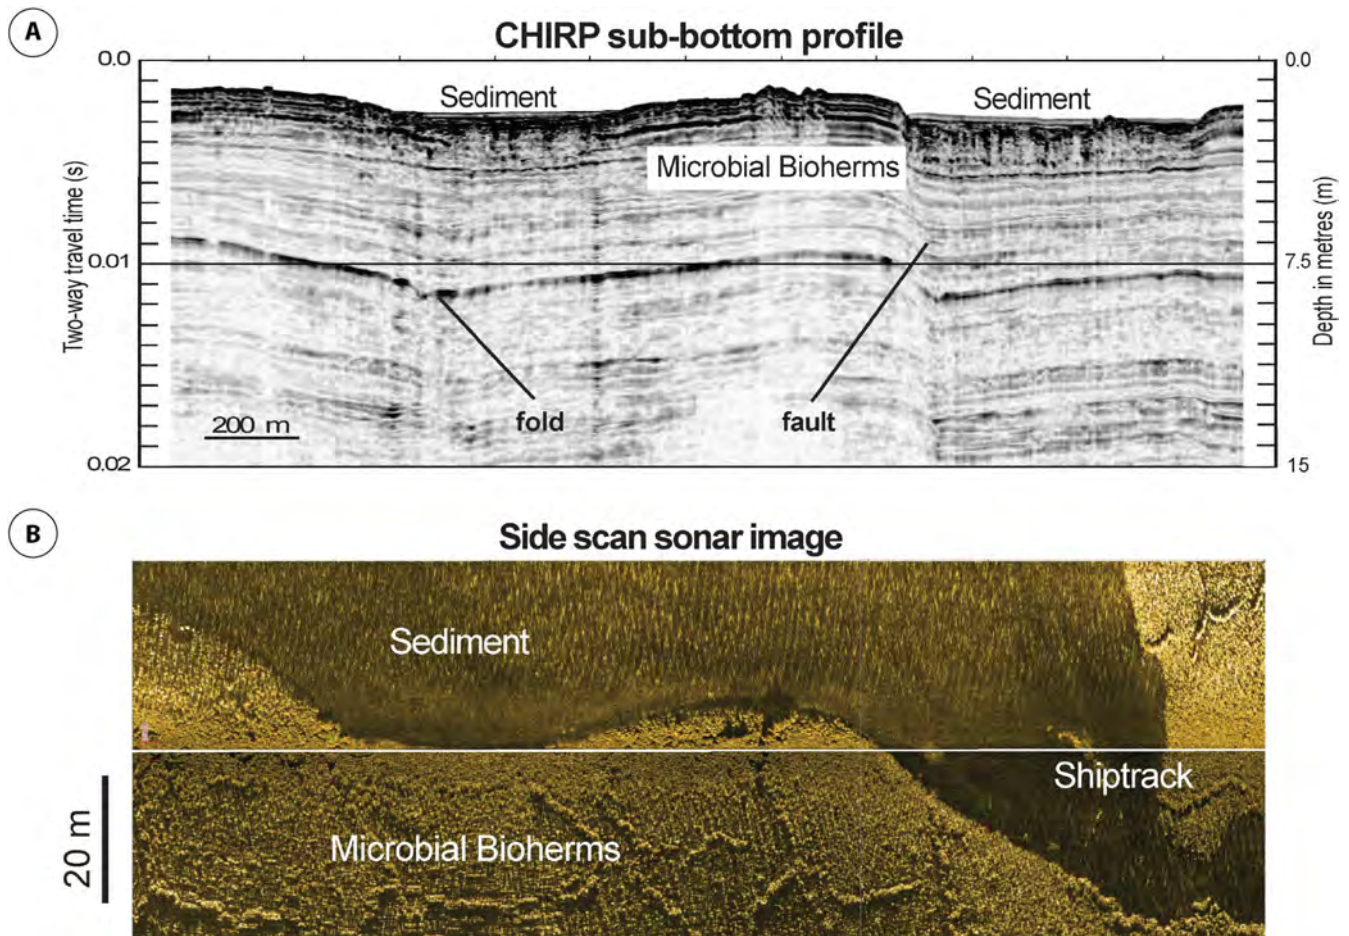 A
CHIRP sub-bottom profile
0.0
0.0
Sediment
Sediment
Microbial Bioherms
Two-way travel time (s)
Depth in metres (m)
0.01
7.5
fold
fault
200 m
0.02
15
B
Side scan sonar image
Sediment
Shiptrack
Microbial Bioherms
20 m